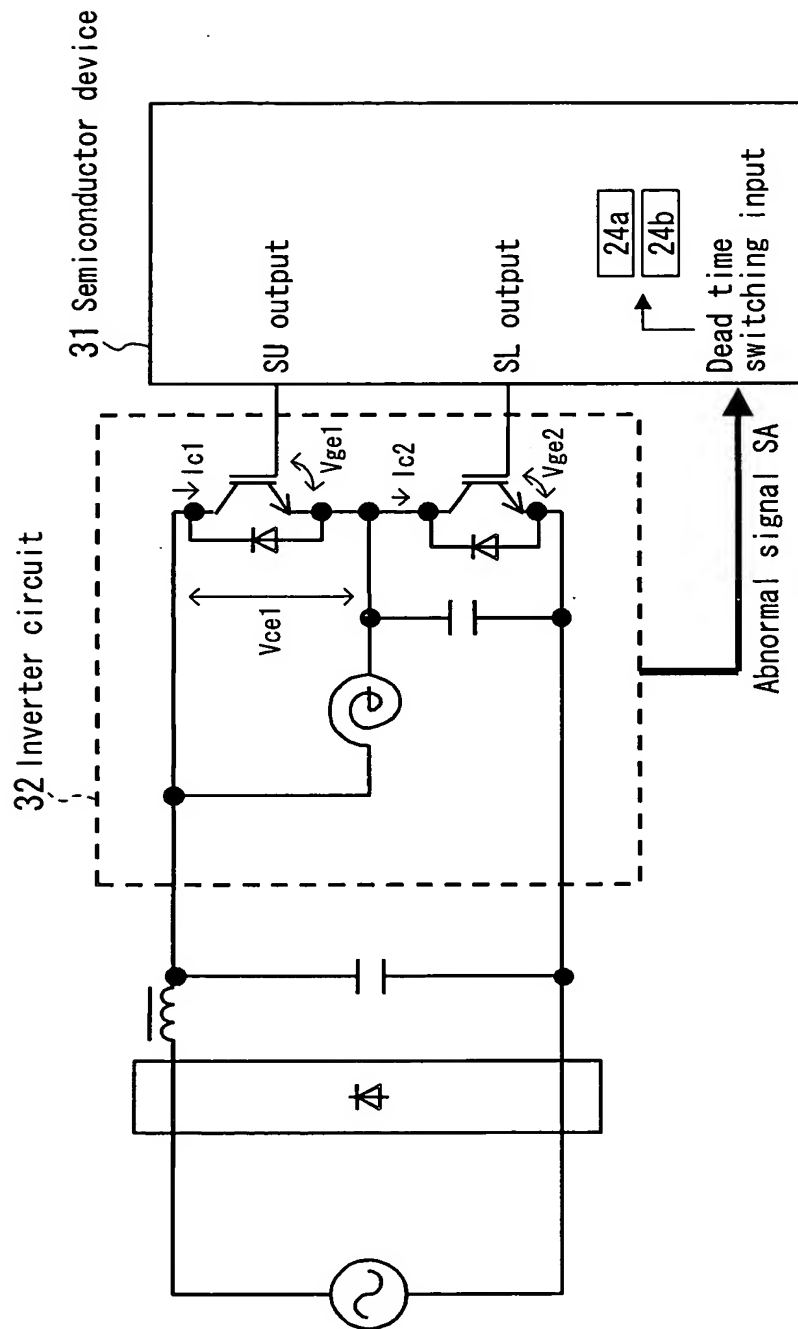 32 Inverter circuit
31 Semiconductor device
Ic1
Vce1
Vge1
SU output
Ic2
Vge2
SL output
24a
24b
Dead time
switching input
Abnormal signal SA